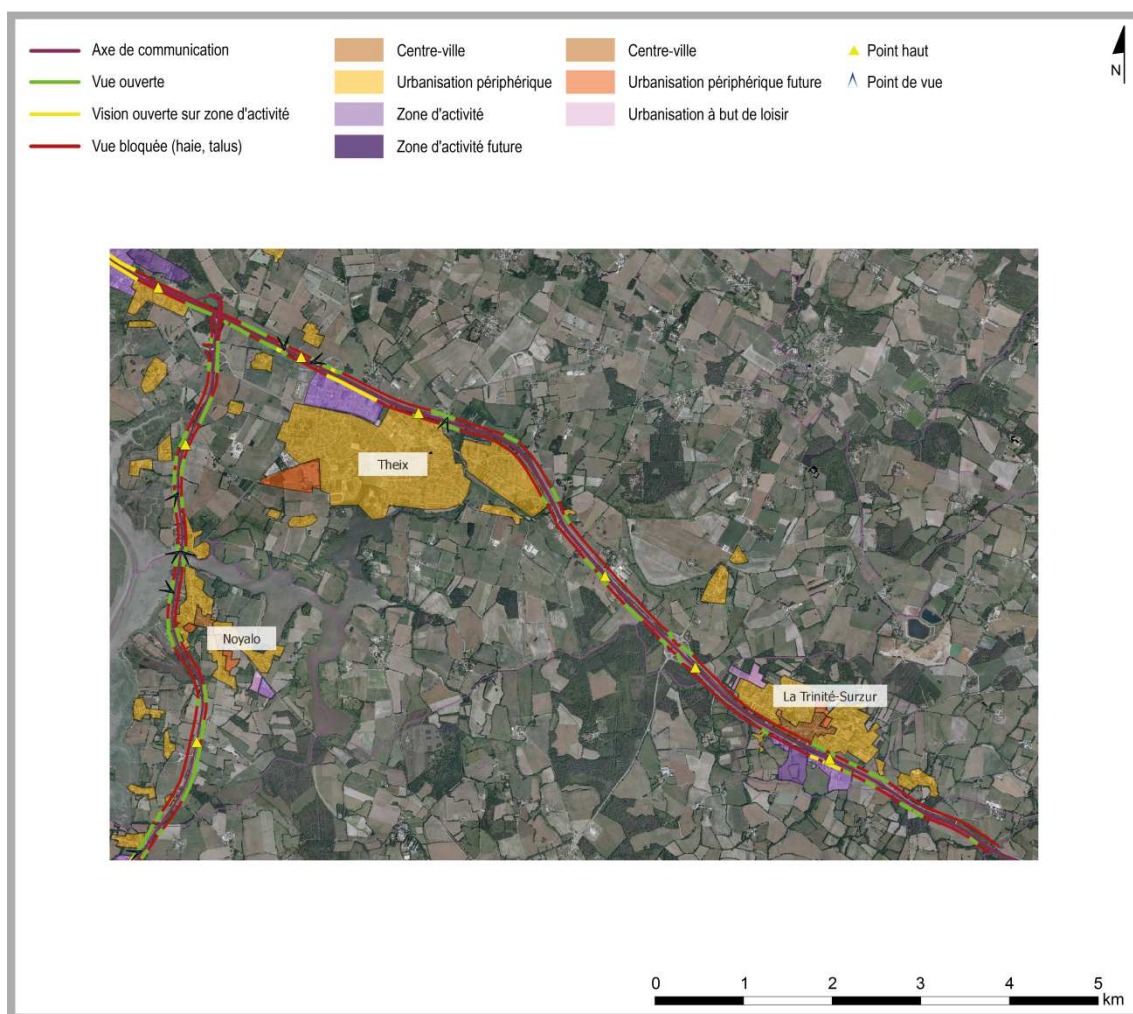 Axe de communication
Vue ouverte
Vision ouverte sur zone d'activité
Vue bloquée (haie, talus)
Centre-ville
Urbanisation périphérique
Zone d'activité
Zone d'activité future
Centre-ville
Urbanisation périphérique future
Urbanisation à but de loisir
Point haut
Point de vue
N
Theix
Noyalo
La Trinité-Surzur
0 1 2 3 4 5
km